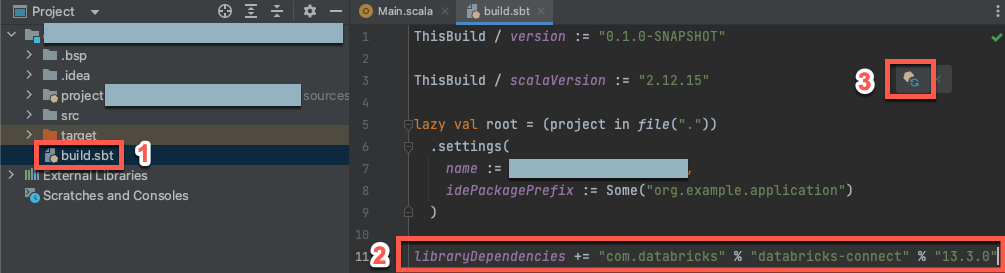 Project
.bsp
.idea
project
sources
src
target
build.sbt
1
External Libraries
Scratches and Consoles
Main.scala
build.sbt
1 ThisBuild / version := "0.1.0-SNAPSHOT"
2
3 ThisBuild / scalaVersion := "2.12.15"
3
4
5 lazy val root = (project in file("."))
6 .settings(
7 name := ,
8 idePackagePrefix := Some("org.example.application")
9 )
10
2
11 libraryDependencies += "com.databricks" % "databricks-connect" % "13.3.0"